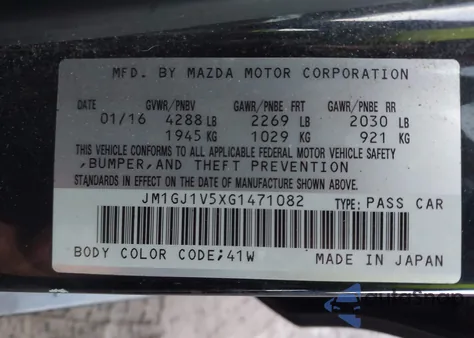 MFD. BY MAZDA MOTOR CORPORATION
DATE GVWR/PNBV GAWR/PNBE FRT GAWR/PNBE RR
01/16 4288 LB 2269 LB 2030 LB
1945 KG 1029 KG 921 KG
THIS VEHICLE CONFORMS TO ALL APPLICABLE FEDERAL MOTOR VEHICLE SAFETY
,BUMPER,AND THEFT PREVENTION
STANDARDS IN EFFECT ON THE DATE OF MANUFACTURE SHOWN ABOVE.
JM1GJ1V5XG1471082 TYPE: PASS CAR
BODY COLOR CODE;41W MADE IN JAPAN